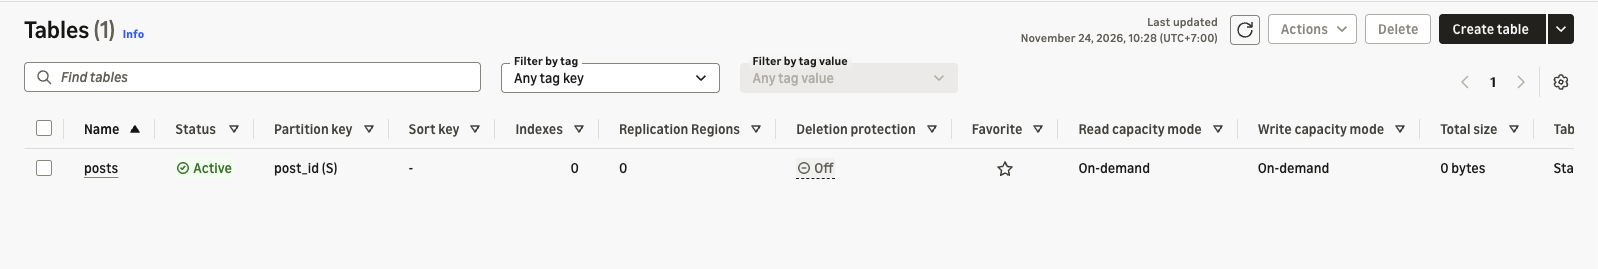 Tables (1) Info
Last updated
November 24, 2026, 10:28 (UTC+7:00)
Actions
Delete
Create table
Find tables
Filter by tag
Any tag key
Filter by tag value
Any tag value
1
Name Status Partition key Sort key Indexes Replication Regions Deletion protection Favorite Read capacity mode Write capacity mode Total size Tab
posts Active post_id (S) - 0 0 Off On-demand On-demand 0 bytes Sta